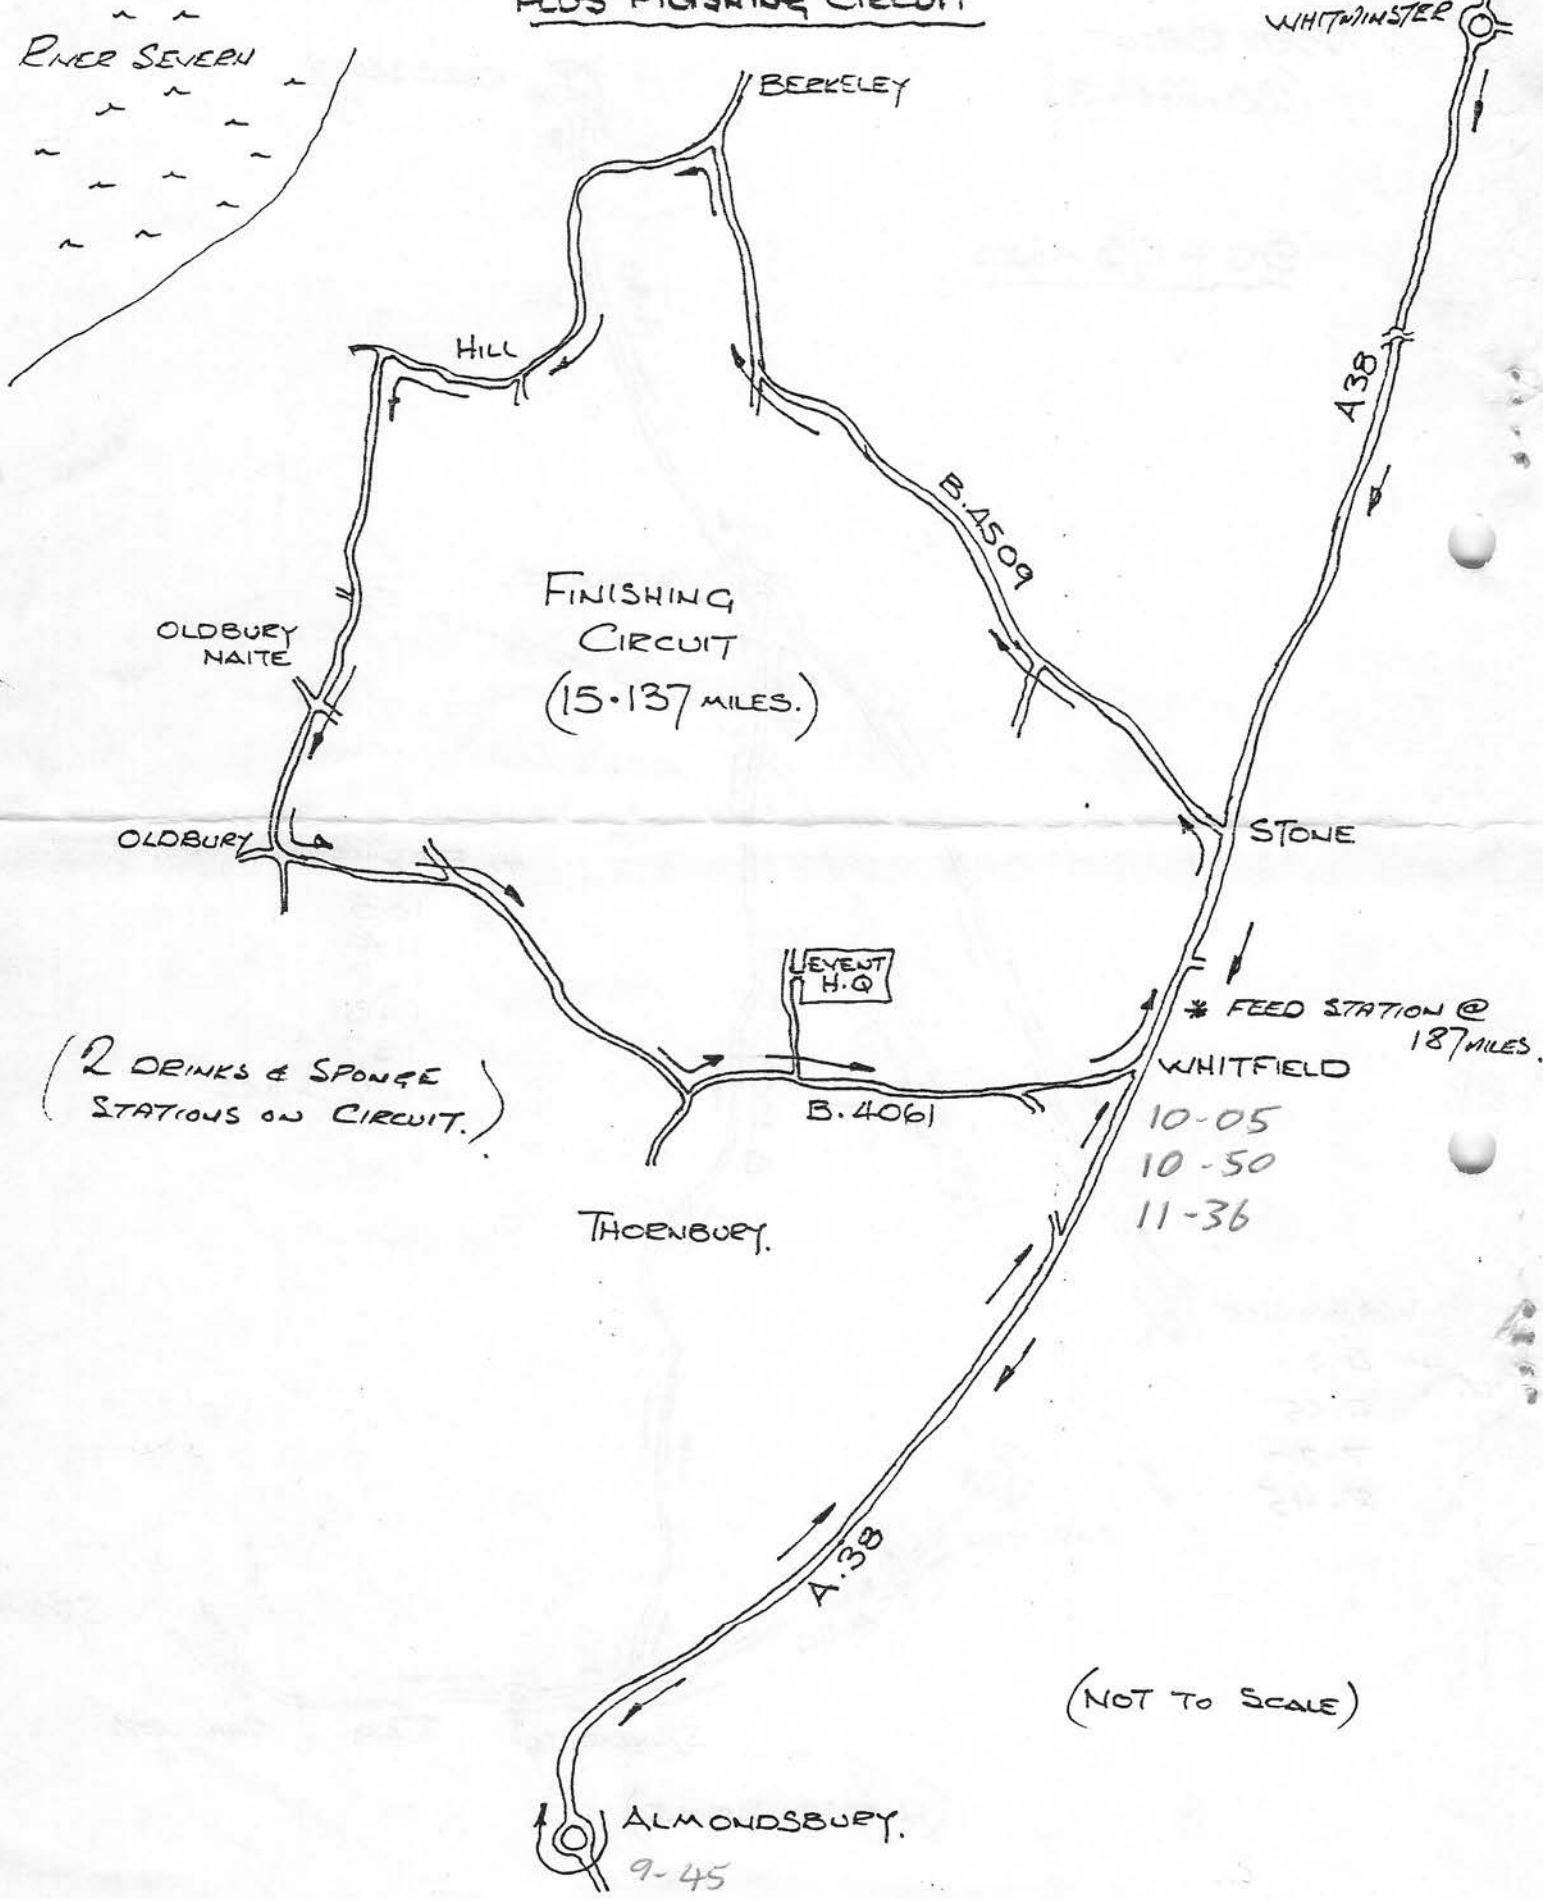 PLUS FINISHING CIRCUIT
WHITMINSTER
RIVER SEVERN
BERKELEY
HILL
A38
B.4509
FINISHING
CIRCUIT
(15.137 MILES.)
OLDBURY
NAITE
OLDBURY
STONE
EVENT
H.Q
* FEED STATION @
187 MILES.
(2 DRINKS & SPONGE
STATIONS ON CIRCUIT.)
WHITFIELD
B.4061
10-05
10-50
11-36
THORNBURY.
A.38
(NOT TO SCALE)
ALMONDSBURY.
9-45